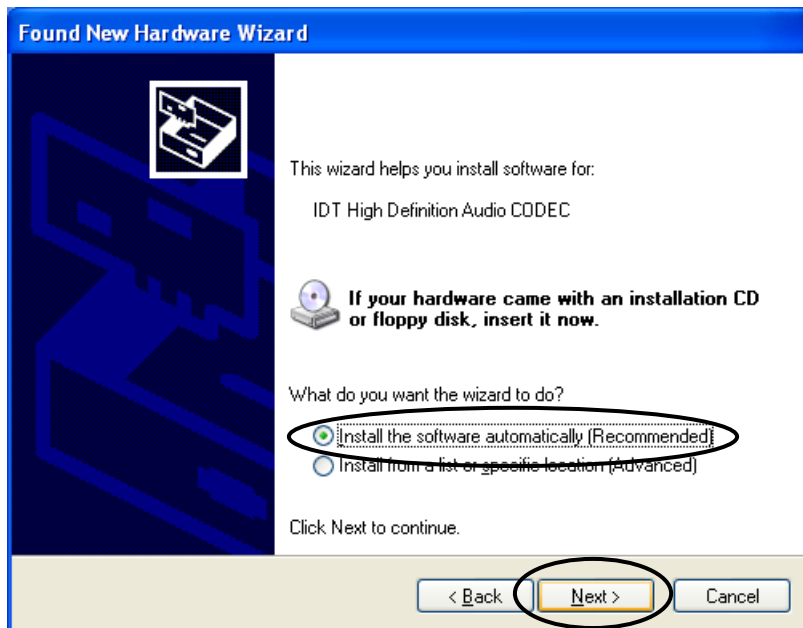 Found New Hardware Wizard
This wizard helps you install software for:
IDT High Definition Audio CODEC
If your hardware came with an installation CD
or floppy disk, insert it now.
What do you want the wizard to do?
Install the software automatically (Recommended)
Install from a list or specific location (Advanced)
Click Next to continue.
< Back
Next >
Cancel